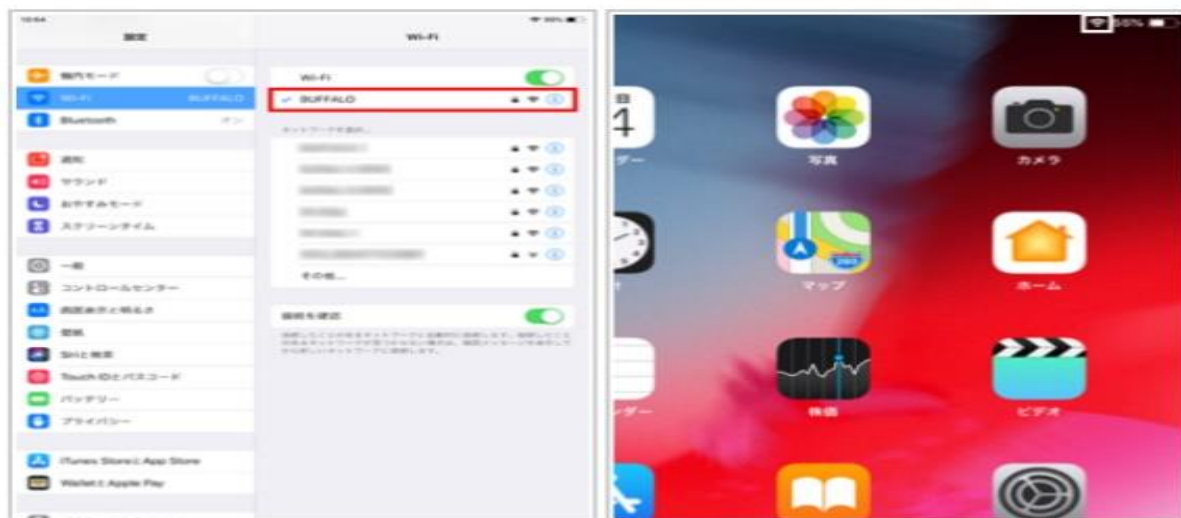 設定
Wi-Fi
機内モード
Wi-Fi BUFFALO
Bluetooth オン
通知
サウンド
おやすみモード
スクリーンタイム
一般
コントロールセンター
画面表示と明るさ
壁紙
Siriと検索
Touch IDとパスコード
バッテリー
プライバシー
iTunes StoreとApp Store
WalletとApple Pay
Wi-Fi
BUFFALO
ネットワークを選択...
その他...
接続を確認
55%
4
ダー
写真
カメラ
マップ
ホーム
ダー
株価
ビデオ